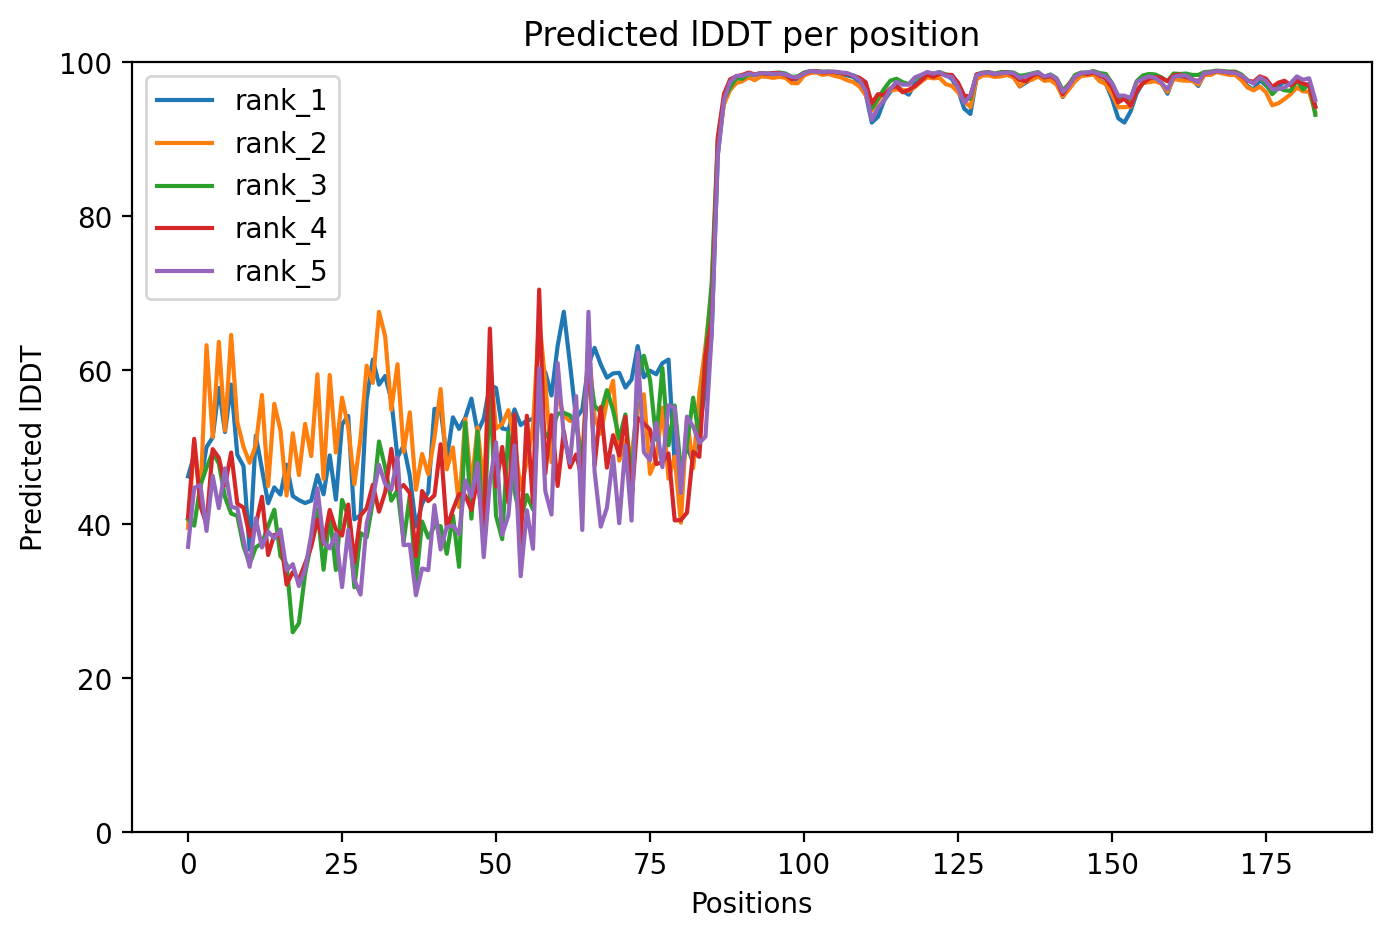 Predicted lDDT per position
100
80
60
40
20
0
Predicted lDDT
rank_1
rank_2
rank_3
rank_4
rank_5
0 25 50 75 100 125 150 175
Positions